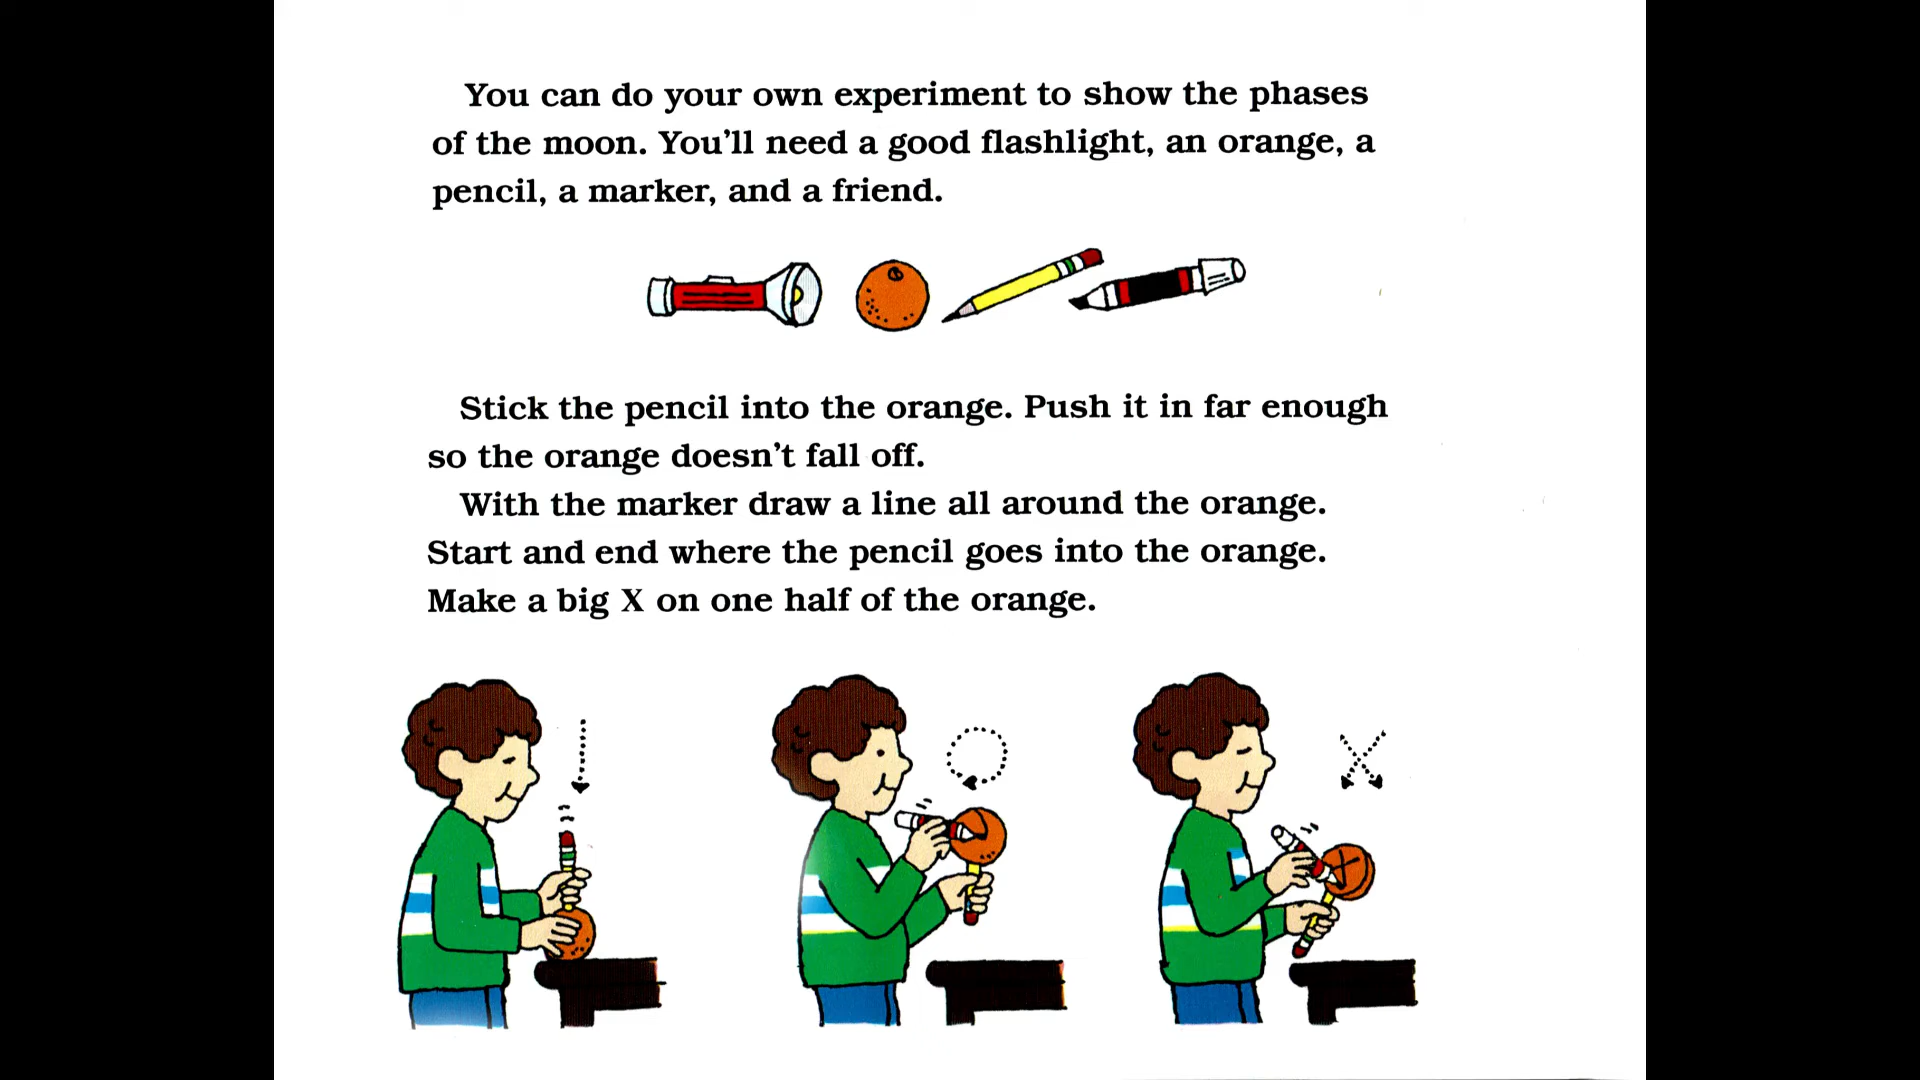 You can do your own experiment to show the phases
of the moon. You'll need a good flashlight, an orange, a
pencil, a marker, and a friend.
Stick the pencil into the orange. Push it in far enough
so the orange doesn't fall off.
With the marker draw a line all around the orange.
Start and end where the pencil goes into the orange.
Make a big X on one half of the orange.